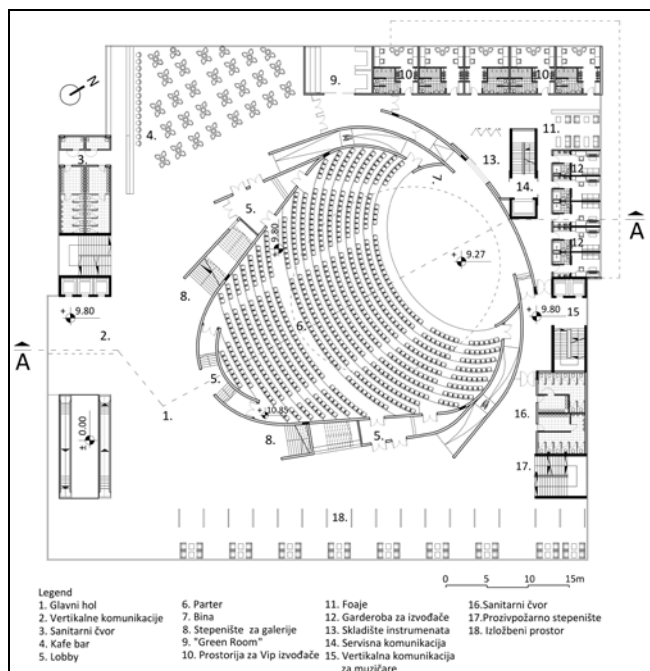 N
9.
10
10
4.
11.
3.
13.
7.
12
14.
5.
+ 9.80
A
+ 9.27
8.
12
+ 9.80
+ 9.80
15
2.
6.
A
5.
1.
+ 10.85
16.
± 0.00
8.
5.
17.
18.
Legend
0 5 10 15m
1. Glavni hol
2. Vertikalne komunikacije
3. Sanitarni čvor
4. Kafe bar
5. Lobby
6. Parter
7. Bina
8. Stepenište za galerije
9. "Green Room"
10. Prostorija za Vip izvođače
11. Foaje
12. Garderoba za izvođače
13. Skladište instrumenata
14. Servisna komunikacija
15. Vertikalna komunikacija
za muzičare
16.Sanitarni čvor
17.Prozivpožarno stepenište
18. Izložbeni prostor